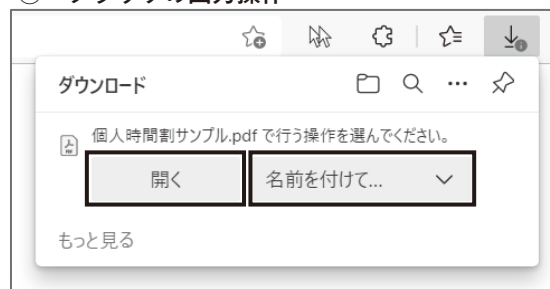 ダウンロード
個人時間割サンプル.pdf で行う操作を選んでください。
開く
名前を付けて...
もっと見る